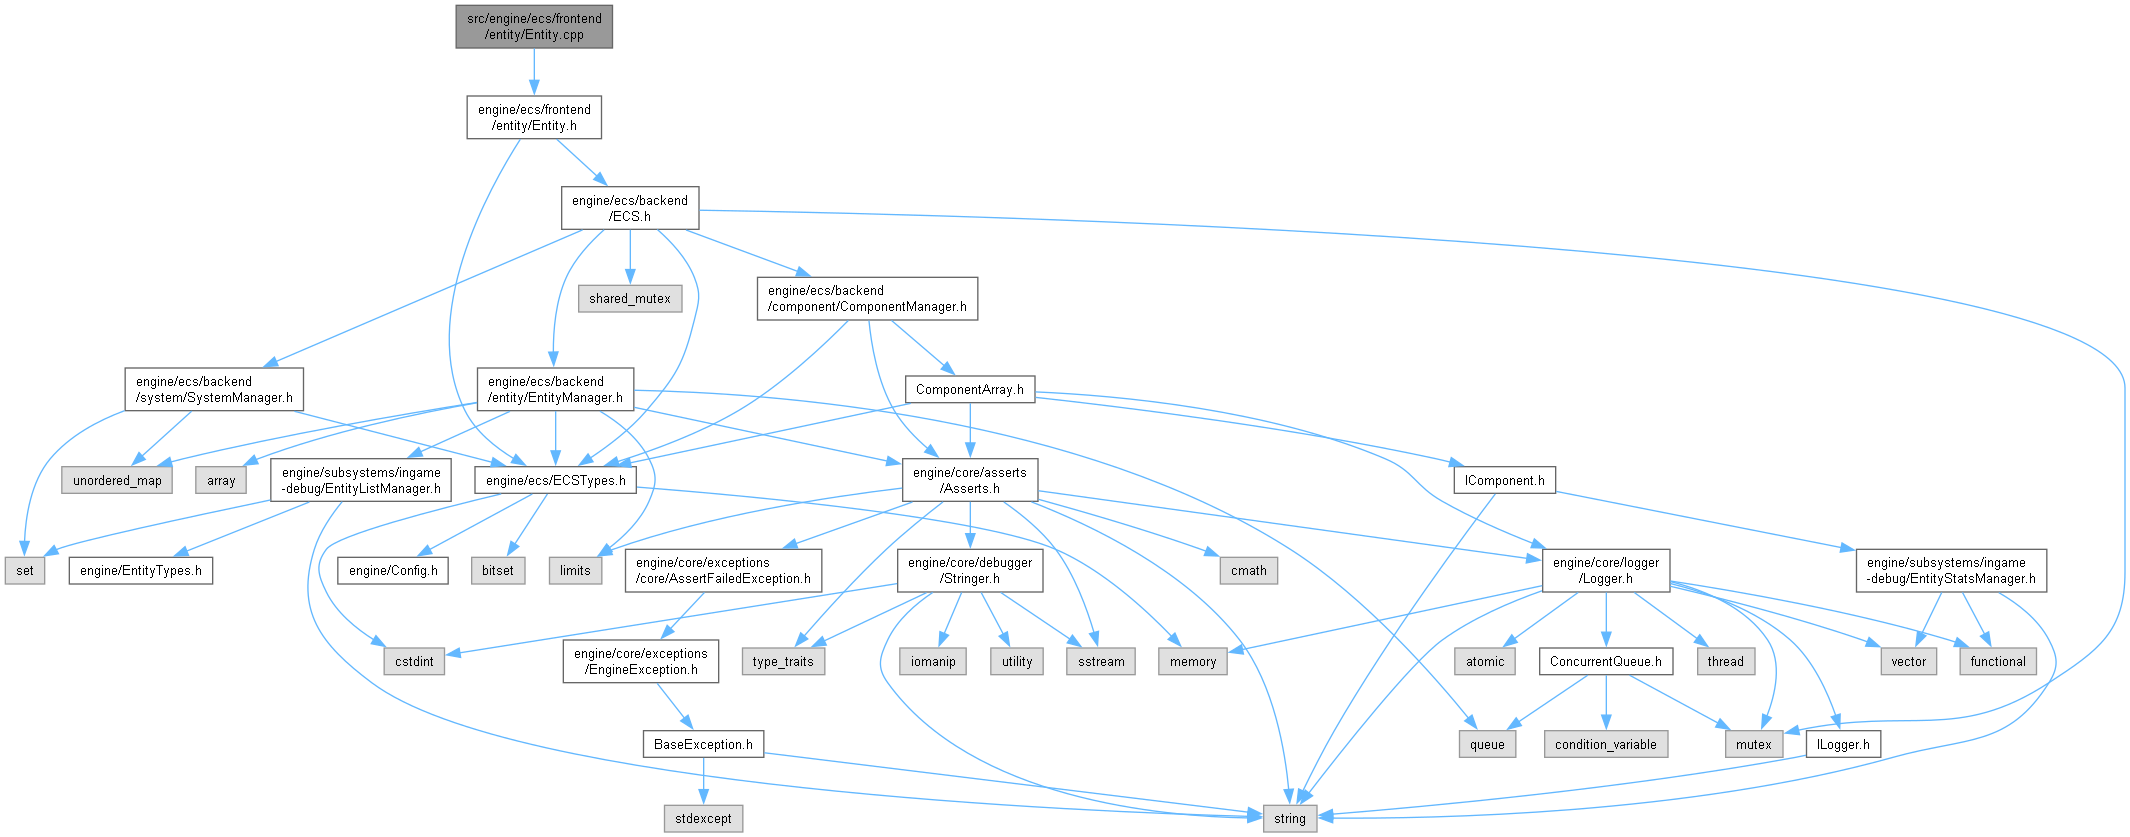 src/engine/ecs/frontend
/entity/Entity.cpp
engine/ecs/frontend
/entity/Entity.h
engine/ecs/backend
/ECS.h
shared_mutex
engine/ecs/backend
/component/ComponentManager.h
engine/ecs/backend
/system/SystemManager.h
engine/ecs/backend
/entity/EntityManager.h
ComponentArray.h
unordered_map
array
engine/subsystems/ingame
-debug/EntityListManager.h
engine/ecs/ECSTypes.h
engine/core/asserts
/Asserts.h
IComponent.h
set
engine/EntityTypes.h
engine/Config.h
bitset
limits
engine/core/exceptions
/core/AssertFailedException.h
engine/core/debugger
/Stringer.h
cmath
engine/core/logger
/Logger.h
engine/subsystems/ingame
-debug/EntityStatsManager.h
cstdint
engine/core/exceptions
/EngineException.h
type_traits
iomanip
utility
sstream
memory
atomic
ConcurrentQueue.h
thread
vector
functional
BaseException.h
queue
condition_variable
mutex
ILogger.h
stdexcept
string